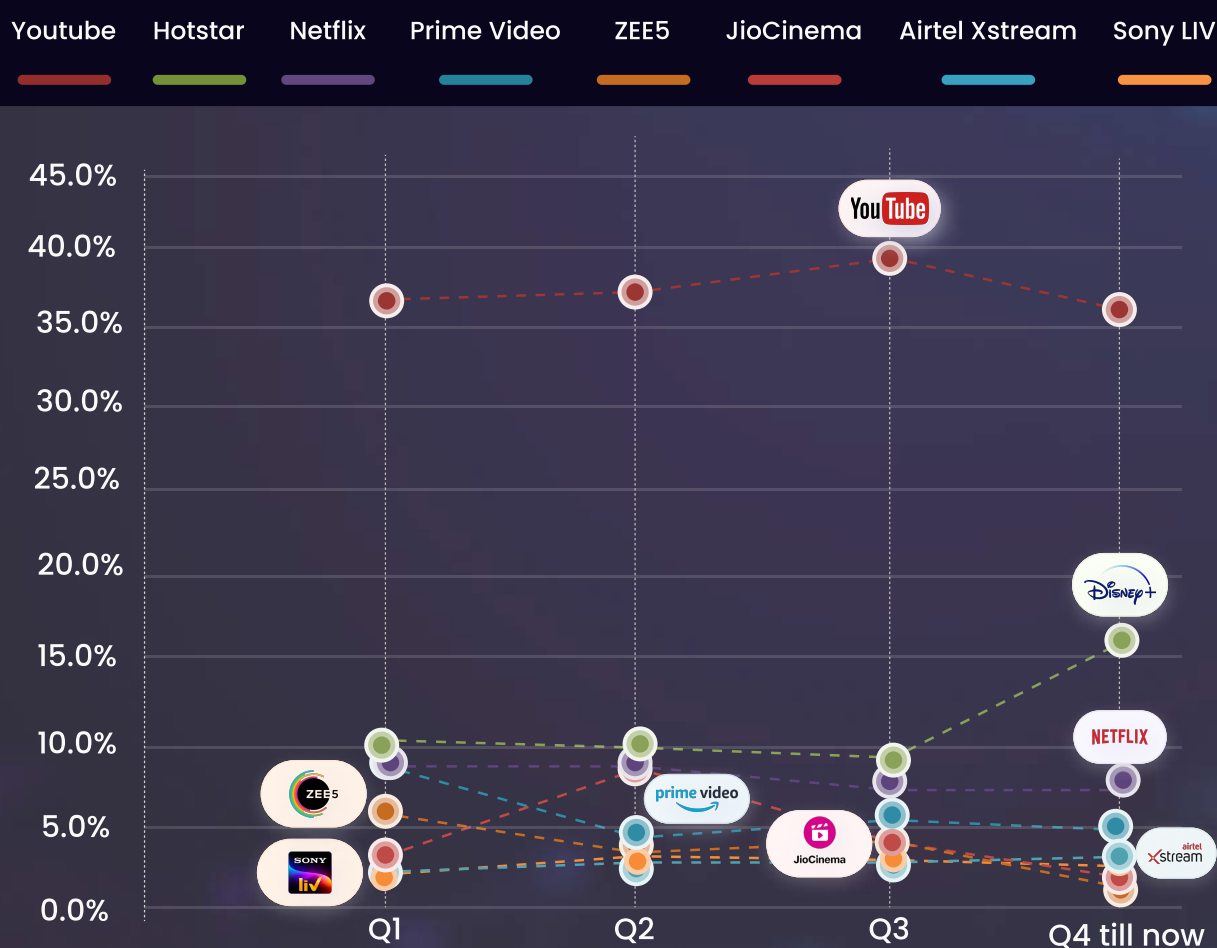 Youtube Hotstar Netflix Prime Video ZEE5 JioCinema Airtel Xstream Sony LIV
45.0%
40.0%
35.0%
30.0%
25.0%
20.0%
15.0%
10.0%
5.0%
0.0%
YouTube
Disney+
NETFLIX
ZEE5
prime video
JioCinema
airtel
Xstream
SONY
liv
Q1 Q2 Q3 Q4 till now